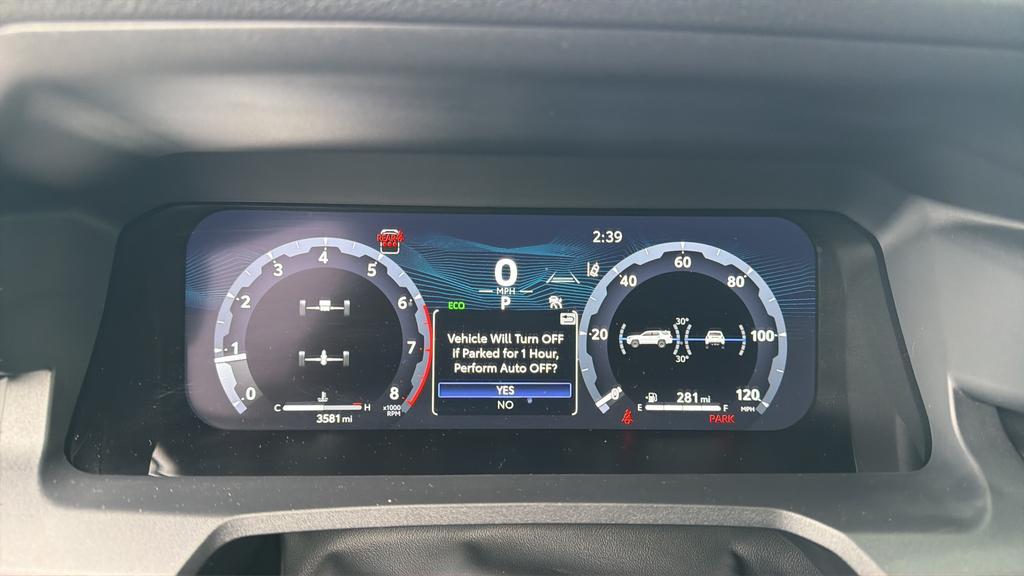 REAR
2:39
0
MPH
P
ECO
0
1
2
3
4
5
6
7
8
x1000
RPM
C
H
3581 mi
Vehicle Will Turn OFF
If Parked for 1 Hour,
Perform Auto OFF?
YES
NO
0
20
40
60
80
100
120
MPH
30°
30°
281 mi
E
F
PARK